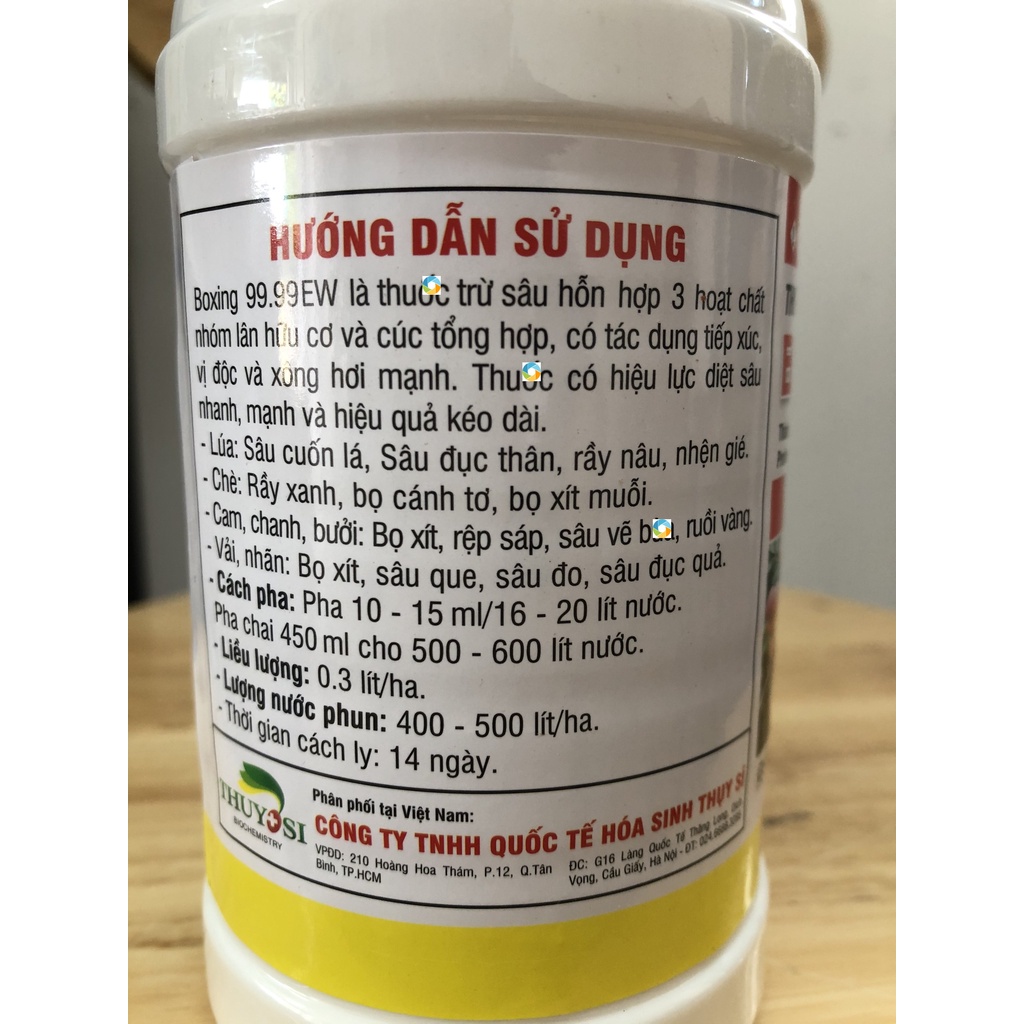 HƯỚNG DẪN SỬ DỤNG
Boxing 99.99EW là thuốc trừ sâu hỗn hợp 3 hoạt chất
nhóm lân hữu cơ và cúc tổng hợp, có tác dụng tiếp xúc,
vị độc và xông hơi mạnh. Thuốc có hiệu lực diệt sâu
nhanh, mạnh và hiệu quả kéo dài.
- Lúa: Sâu cuốn lá, Sâu đục thân, rầy nâu, nhện gié.
- Chè: Rầy xanh, bọ cánh tơ, bọ xít muỗi.
- Cam, chanh, bưởi: Bọ xít, rệp sáp, sâu vẽ bùa, ruồi vàng.
- Vải, nhãn: Bọ xít, sâu que, sâu đo, sâu đục quả.
- Cách pha: Pha 10 - 15 ml/16 - 20 lít nước.
Pha chai 450 ml cho 500 - 600 lít nước.
- Liều lượng: 0.3 lít/ha.
- Lượng nước phun: 400 - 500 lít/ha.
- Thời gian cách ly: 14 ngày.
THUYSI
BIOCHEMISTRY
Phân phối tại Việt Nam:
CÔNG TY TNHH QUỐC TẾ HÓA SINH THỤY SĨ
VPĐD: 210 Hoàng Hoa Thám, P.12, Q.Tân
Bình, TP.HCM
ĐC: G16 Làng Quốc Tế Thăng Long, Dịch
Vọng, Cầu Giấy, Hà Nội - ĐT: